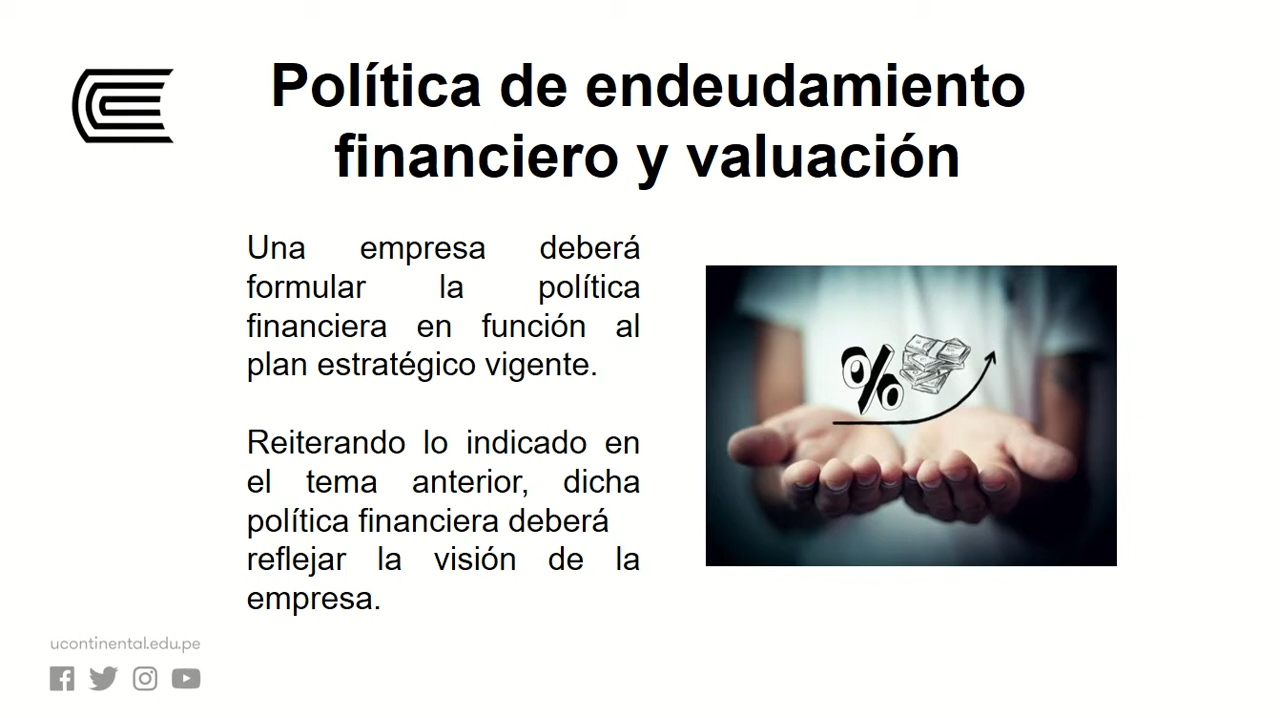 Política de endeudamiento
financiero y valuación
Una empresa deberá
formular la política
financiera en función al
plan estratégico vigente.
Reiterando lo indicado en
el tema anterior, dicha
política financiera deberá
reflejar la visión de la
empresa.
%
ucontinental.edu.pe